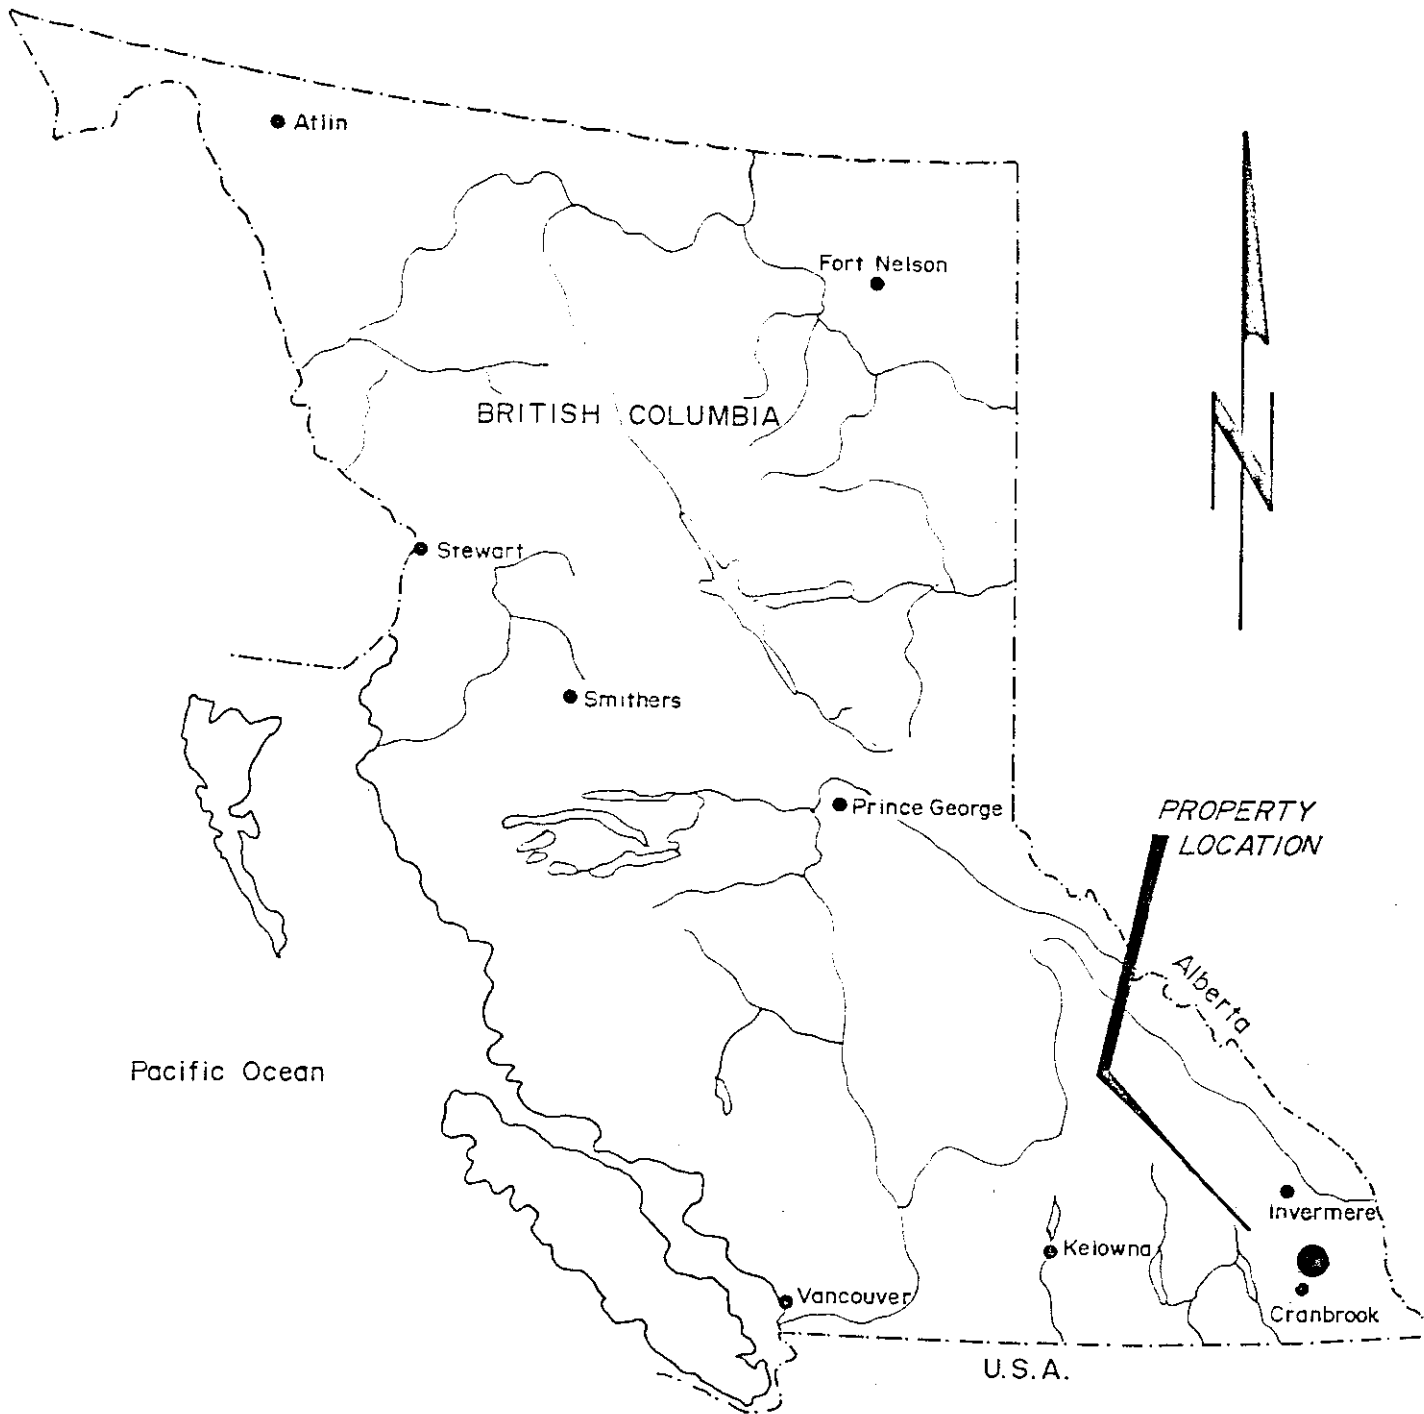 Atlin
Fort Nelson
BRITISH COLUMBIA
Stewart
Smithers
Prince George
PROPERTY
LOCATION
Alberta
Pacific Ocean
Invermere
Kelowna
Vancouver
Cranbrook
U.S.A.
N